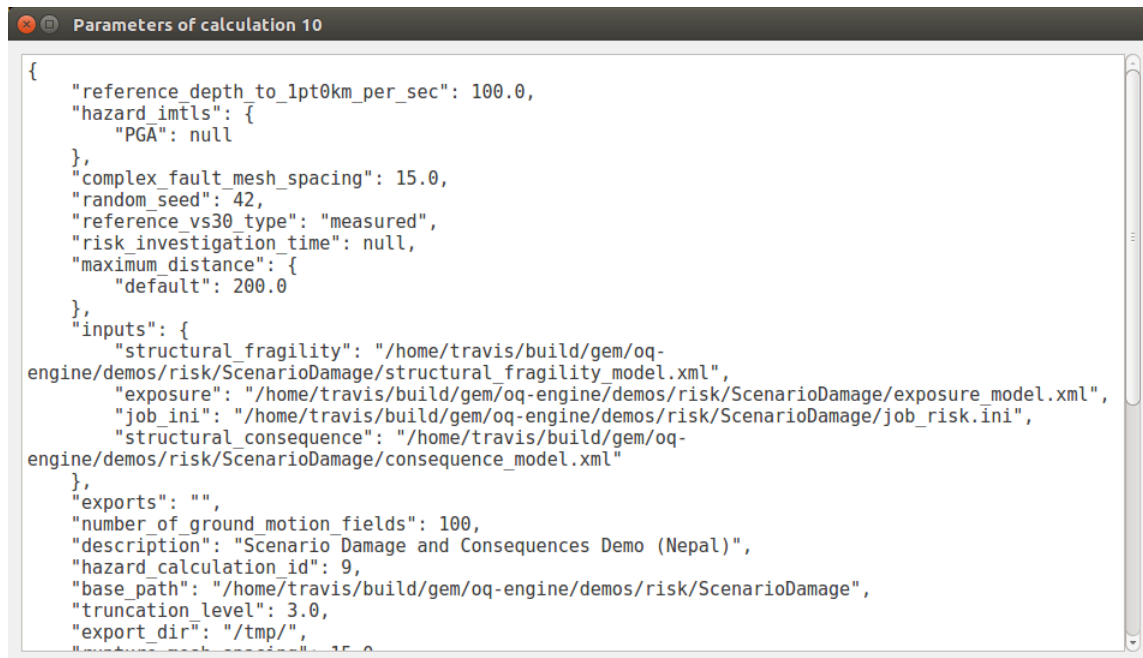 Parameters of calculation 10
{
    "reference_depth_to_1pt0km_per_sec": 100.0,
    "hazard_imtls": {
        "PGA": null
    },
    "complex_fault_mesh_spacing": 15.0,
    "random_seed": 42,
    "reference_vs30_type": "measured",
    "risk_investigation_time": null,
    "maximum_distance": {
        "default": 200.0
    },
    "inputs": {
        "structural_fragility": "/home/travis/build/gem/oq-
engine/demos/risk/ScenarioDamage/structural_fragility_model.xml",
        "exposure": "/home/travis/build/gem/oq-engine/demos/risk/ScenarioDamage/exposure_model.xml",
        "job_ini": "/home/travis/build/gem/oq-engine/demos/risk/ScenarioDamage/job_risk.ini",
        "structural_consequence": "/home/travis/build/gem/oq-
engine/demos/risk/ScenarioDamage/consequence_model.xml"
    },
    "exports": "",
    "number_of_ground_motion_fields": 100,
    "description": "Scenario Damage and Consequences Demo (Nepal)",
    "hazard_calculation_id": 9,
    "base_path": "/home/travis/build/gem/oq-engine/demos/risk/ScenarioDamage",
    "truncation_level": 3.0,
    "export_dir": "/tmp/",
    "rupture_mesh_spacing": 15.0